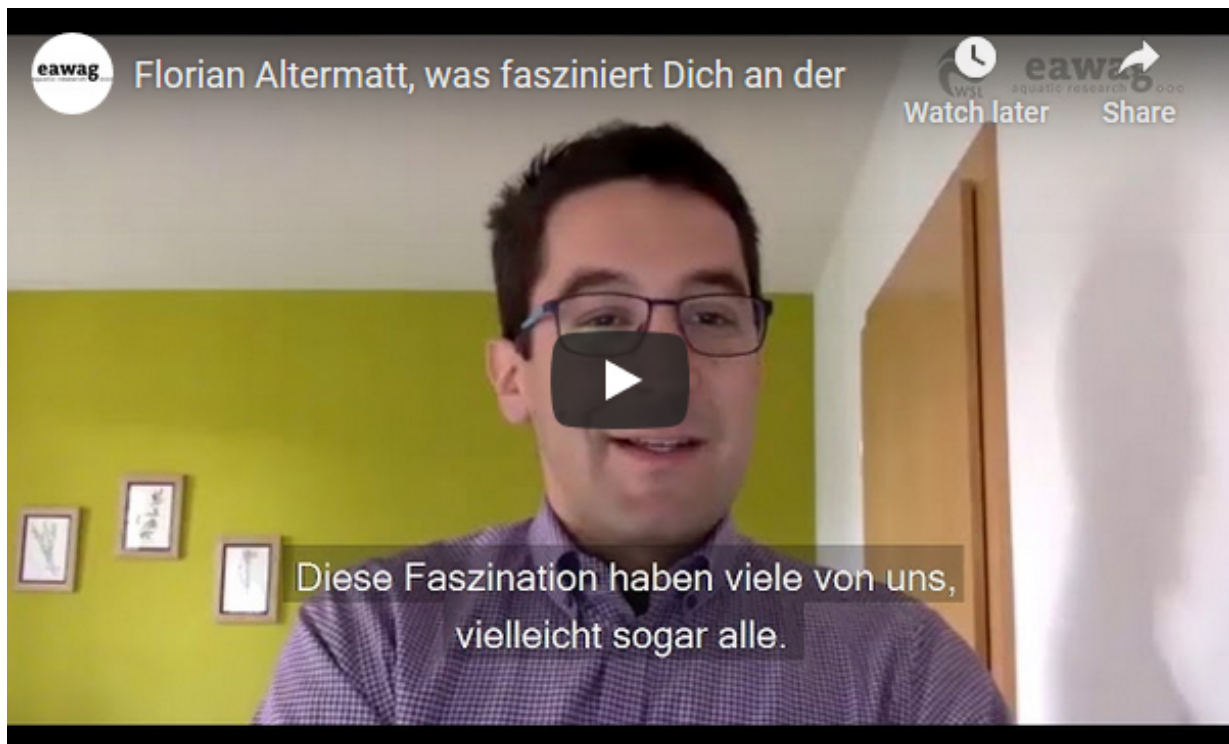 eawag
Florian Altermatt, was fasziniert Dich an der
WSL
eawag
aquatic research
Watch later
Share
Diese Faszination haben viele von uns,
vielleicht sogar alle.